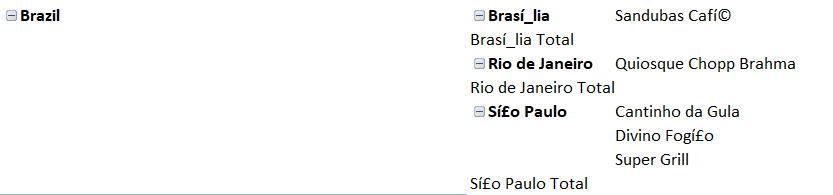 Brazil Brasí_lia Sandubas Cafí©
Brasí_lia Total
Rio de Janeiro Quiosque Chopp Brahma
Rio de Janeiro Total
Sí£o Paulo Cantinho da Gula
Divino Fogí£o
Super Grill
Sí£o Paulo Total